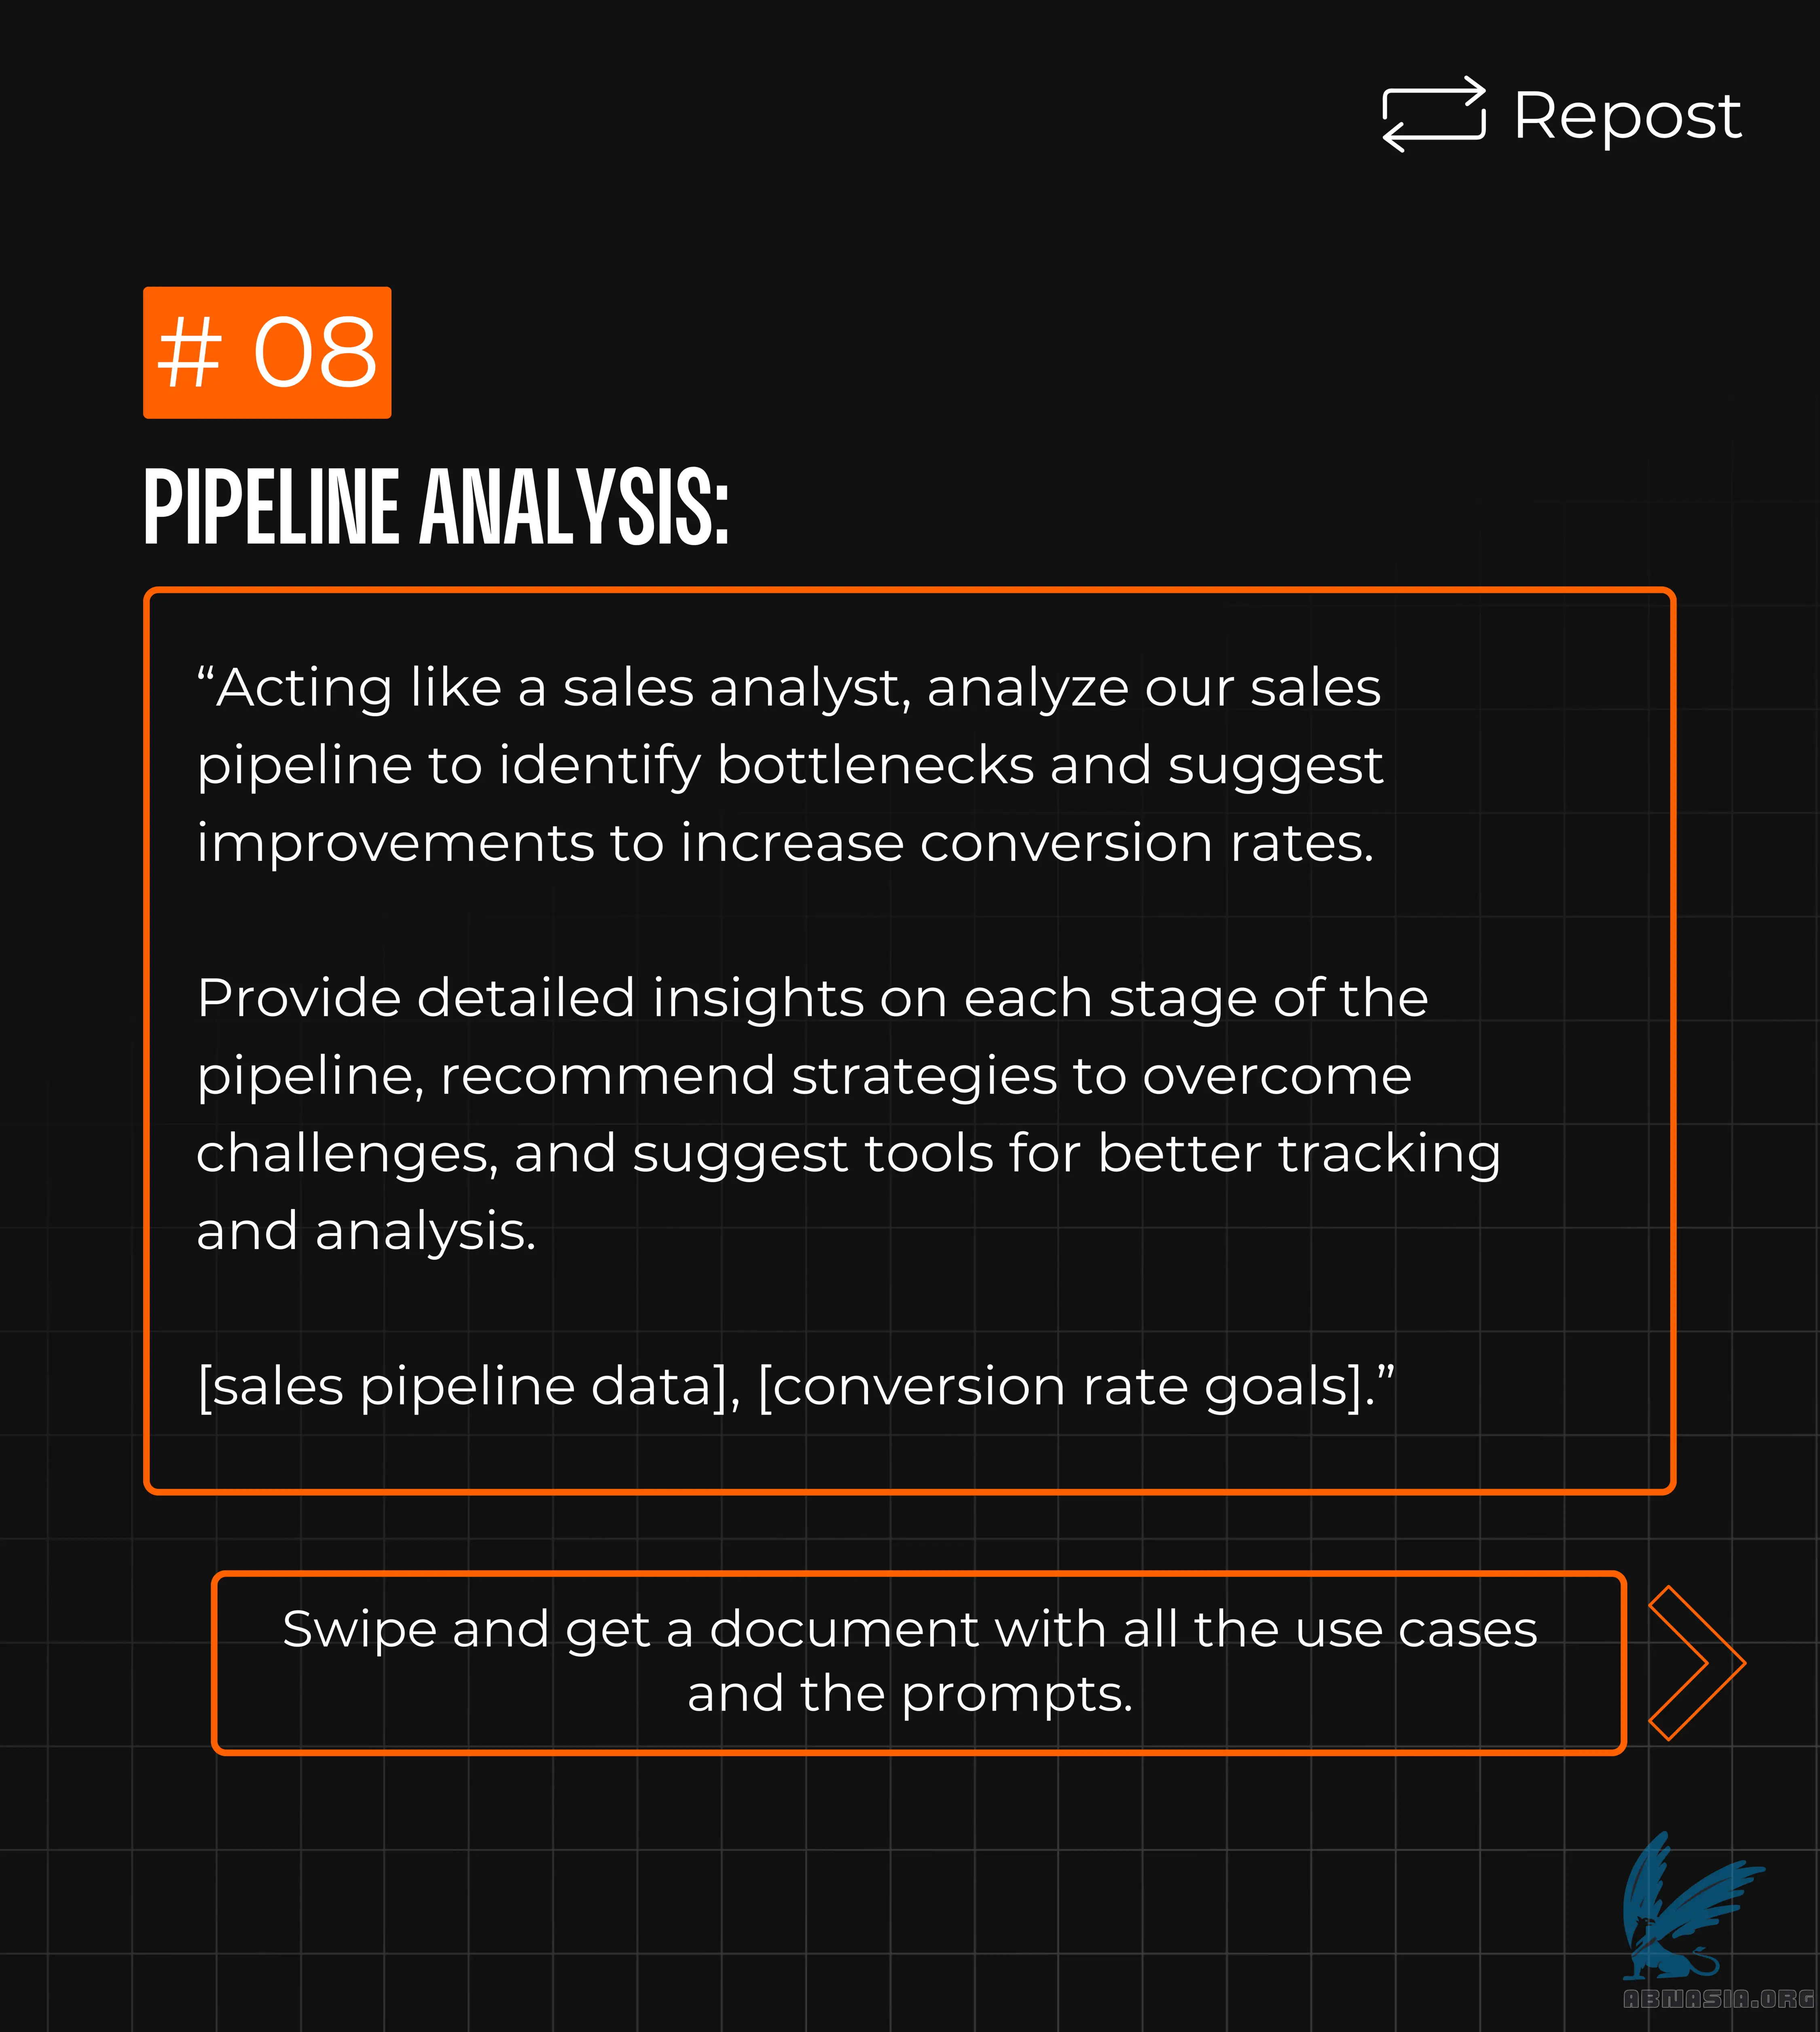 Repost
# 08
PIPELINE ANALYSIS:
“Acting like a sales analyst, analyze our sales
pipeline to identify bottlenecks and suggest
improvements to increase conversion rates.
Provide detailed insights on each stage of the
pipeline, recommend strategies to overcome
challenges, and suggest tools for better tracking
and analysis.
[sales pipeline data], [conversion rate goals].”
Swipe and get a document with all the use cases
and the prompts.
ABMASIA.ORG